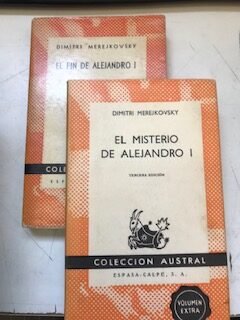 DIMITRI MEREJKOVSKY
EL FIN DE ALEJANDRO I
COLEC
ESPA
DIMITRI MEREJKOVSKY
EL MISTERIO
DE ALEJANDRO I
TERCERA EDICIÓN
COLECCION AUSTRAL
ESPASA-CALPE, S. A.
VOLUMEN
EXTRA